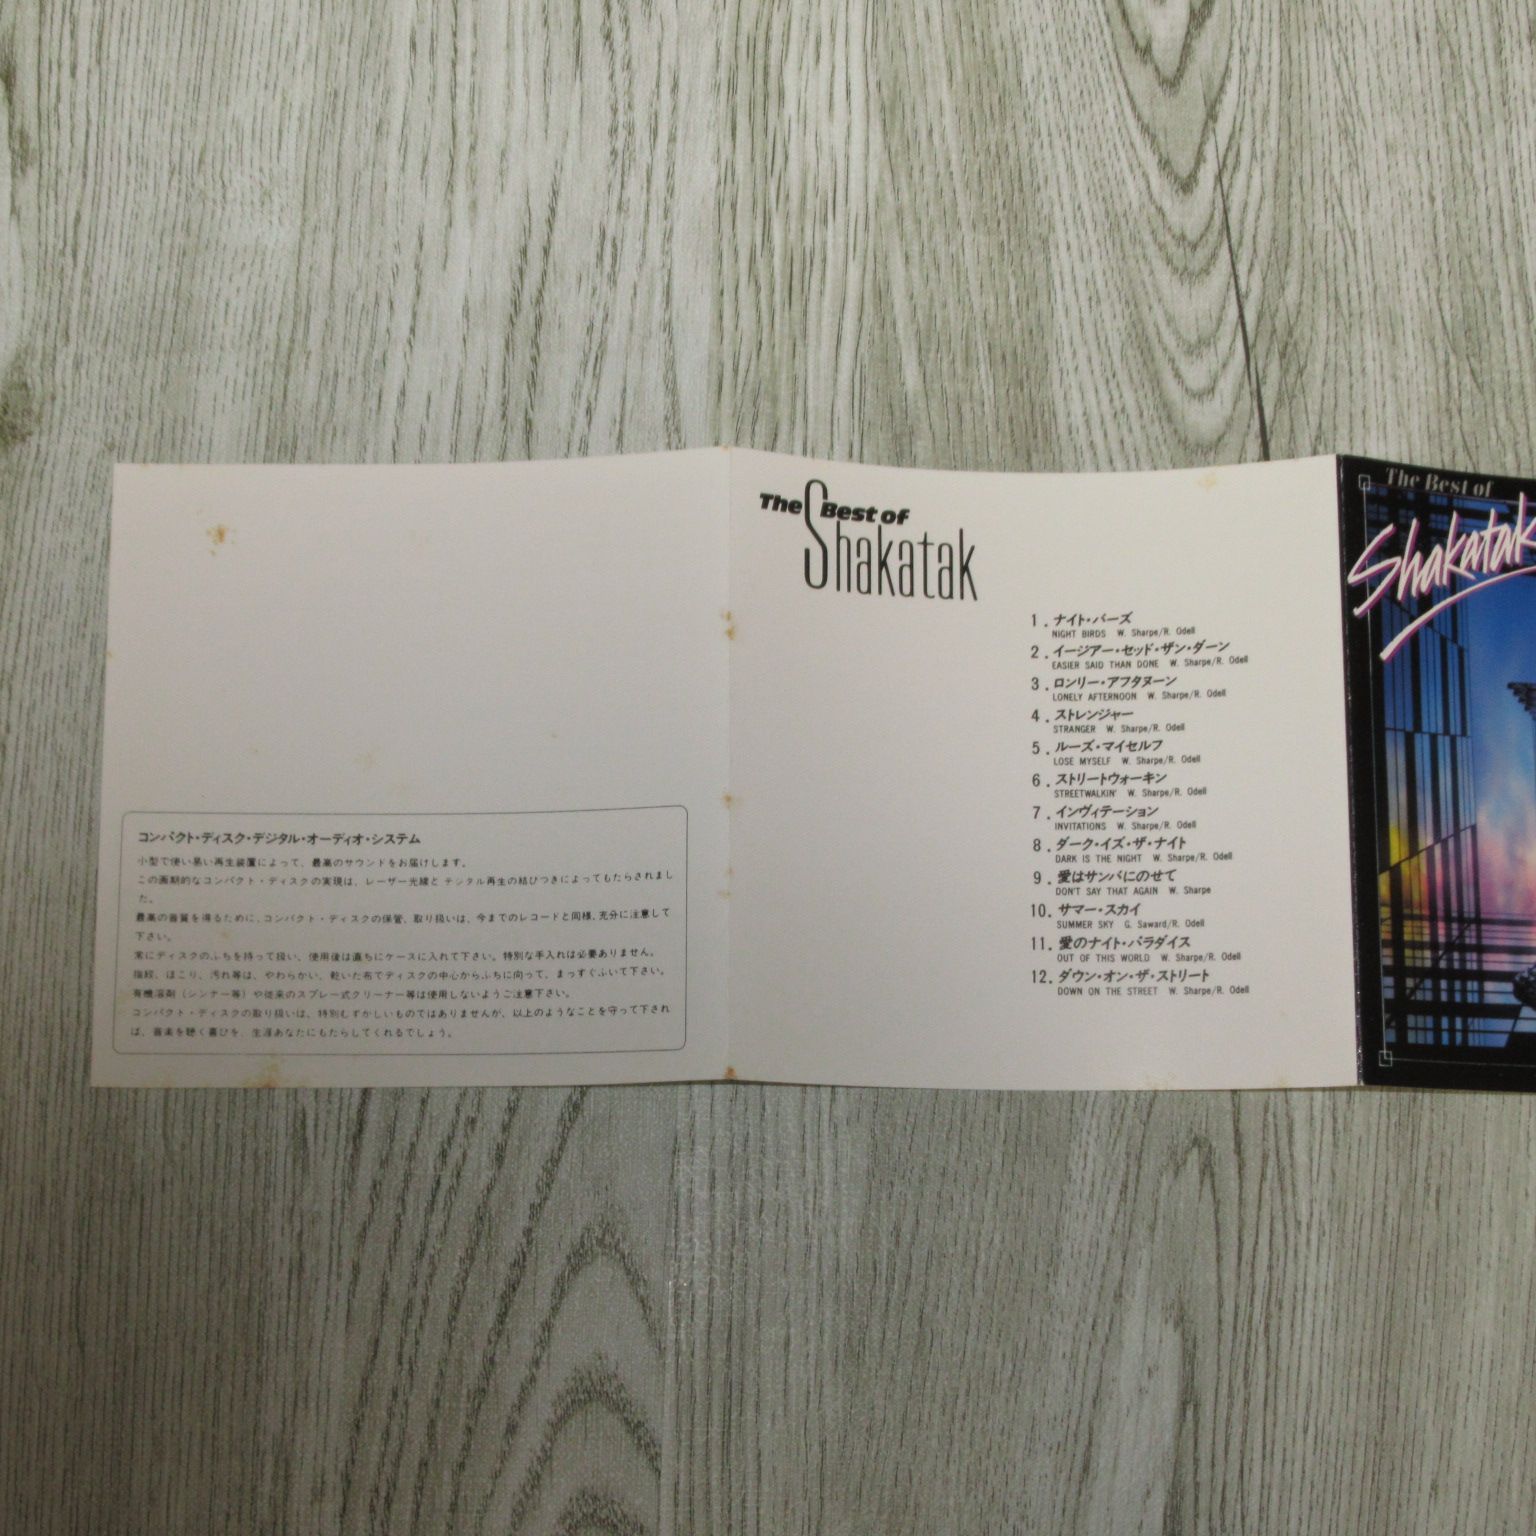 コンパクト・ディスク・デジタル・オーディオ・システム
小型で使い易い再生装置によって、最高のサウンドをお届けします。
この画期的なコンパクト・ディスクの実現は、レーザー光線とデジタル再生の結びつきによってもたらされまし
た。
最高の音質を得るために、コンパクト・ディスクの保管、取り扱いは、今までのレコードと同様、充分に注意して
下さい。
常にディスクのふちを持って扱い、使用後は直ちにケースに入れて下さい。特別な手入れは必要ありません。
指紋、ほこり、汚れ等は、やわらかい、乾いた布でディスクの中心からふちに向って、まっすぐふいて下さい。
有機溶剤（シンナー等）や従来のスプレー式クリーナー等は使用しないようご注意下さい。
コンパクト・ディスクの取り扱いは、特別むずかしいものではありませんが、以上のようなことを守って下され
ば、音楽を聴く喜びを、生涯あなたにもたらしてくれるでしょう。
The Best of
Shakatak
1. ナイト・バーズ
NIGHT BIRDS W. Sharpe/R. Odell
2. イージアー・セッド・ザン・ダーン
EASIER SAID THAN DONE W. Sharpe/R. Odell
3. ロンリー・アフタヌーン
LONELY AFTERNOON W. Sharpe/R. Odell
4. ストレンジャー
STRANGER W. Sharpe/R. Odell
5. ルーズ・マイセルフ
LOSE MYSELF W. Sharpe/R. Odell
6. ストリートウォーキン
STREETWALKIN' W. Sharpe/R. Odell
7. インヴィテーション
INVITATIONS W. Sharpe/R. Odell
8. ダーク・イズ・ザ・ナイト
DARK IS THE NIGHT W. Sharpe/R. Odell
9. 愛はサンバにのせて
DON'T SAY THAT AGAIN W. Sharpe
10. サマー・スカイ
SUMMER SKY G. Saward/R. Odell
11. 愛のナイト・パラダイス
OUT OF THIS WORLD W. Sharpe/R. Odell
12. ダウン・オン・ザ・ストリート
DOWN ON THE STREET W. Sharpe/R. Odell
The Best of
Shakatak